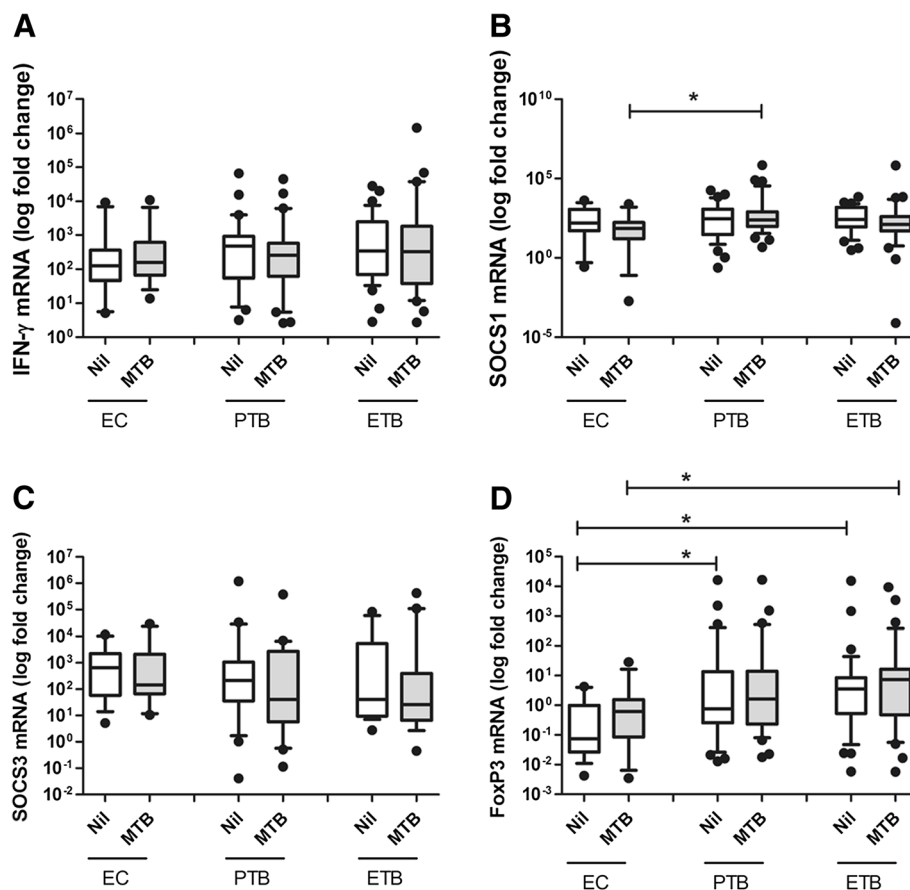 A
IFN-γ mRNA (log fold change)
10⁷
10⁶
10⁵
10⁴
10³
10²
10¹
10⁰
Nil MTB Nil MTB Nil MTB
EC PTB ETB
B
SOCS1 mRNA (log fold change)
10¹⁰
10⁵
10⁰
10⁻⁵
*
Nil MTB Nil MTB Nil MTB
EC PTB ETB
C
SOCS3 mRNA (log fold change)
10⁷
10⁶
10⁵
10⁴
10³
10²
10¹
10⁰
10⁻¹
10⁻²
Nil MTB Nil MTB Nil MTB
EC PTB ETB
D
FoxP3 mRNA (log fold change)
*
*
*
10⁵
10⁴
10³
10²
10¹
10⁰
10⁻¹
10⁻²
10⁻³
Nil MTB Nil MTB Nil MTB
EC PTB ETB